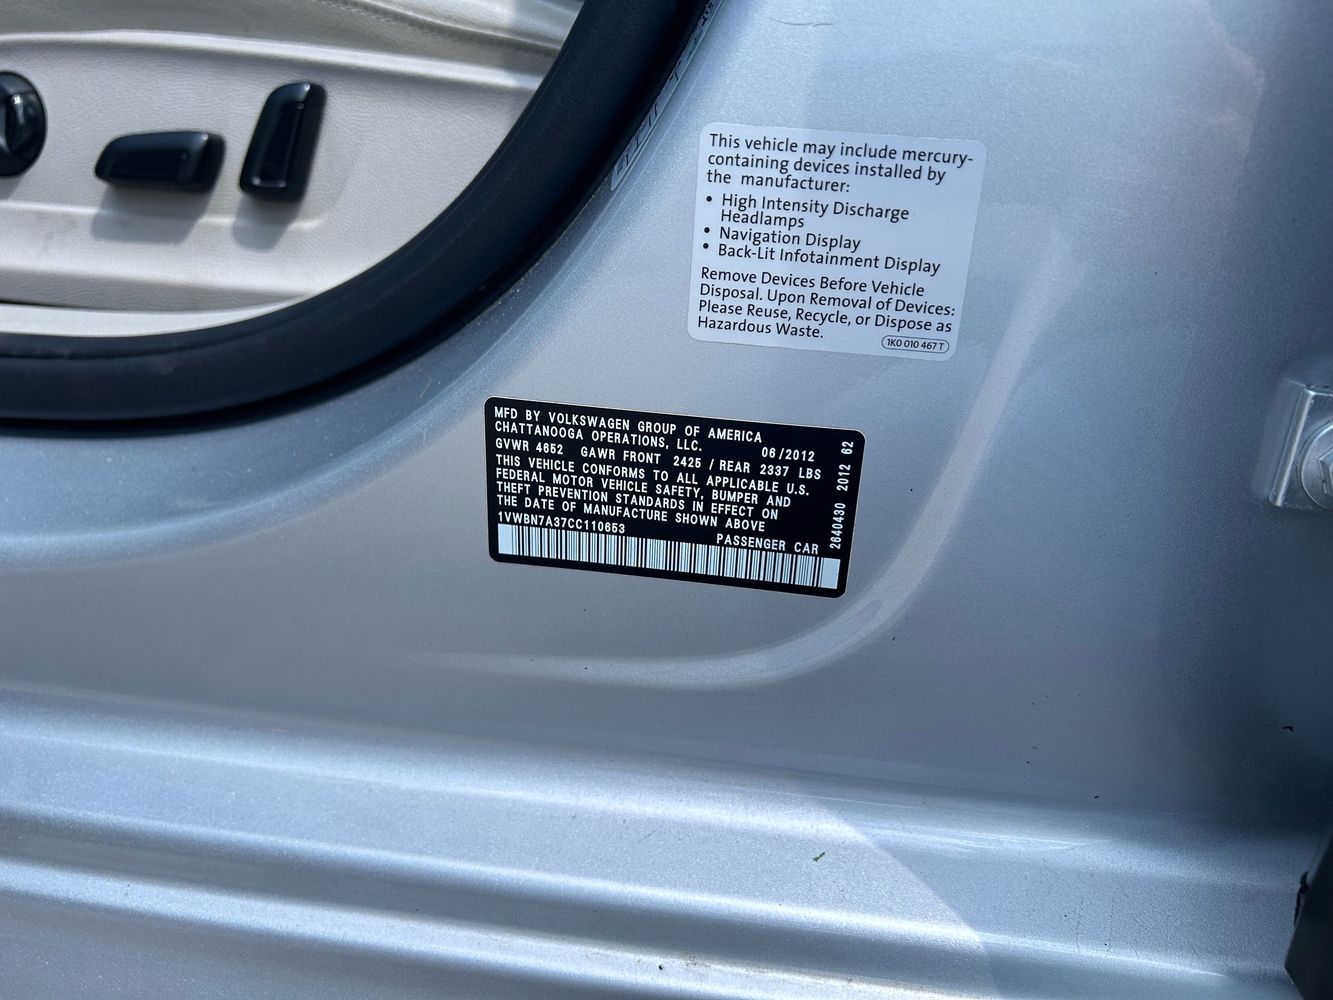 This vehicle may include mercury-
containing devices installed by
the manufacturer:
• High Intensity Discharge
Headlamps
• Navigation Display
• Back-Lit Infotainment Display
Remove Devices Before Vehicle
Disposal. Upon Removal of Devices:
Please Reuse, Recycle, or Dispose as
Hazardous Waste.
1K0 010 467 T
MFD BY VOLKSWAGEN GROUP OF AMERICA
CHATTANOOGA OPERATIONS, LLC. 06/2012
GVWR 4652 GAWR FRONT 2425 / REAR 2337 LBS
THIS VEHICLE CONFORMS TO ALL APPLICABLE U.S.
FEDERAL MOTOR VEHICLE SAFETY, BUMPER AND
THEFT PREVENTION STANDARDS IN EFFECT ON
THE DATE OF MANUFACTURE SHOWN ABOVE
1VWBN7A37CC110653 PASSENGER CAR
2640430 2012 62